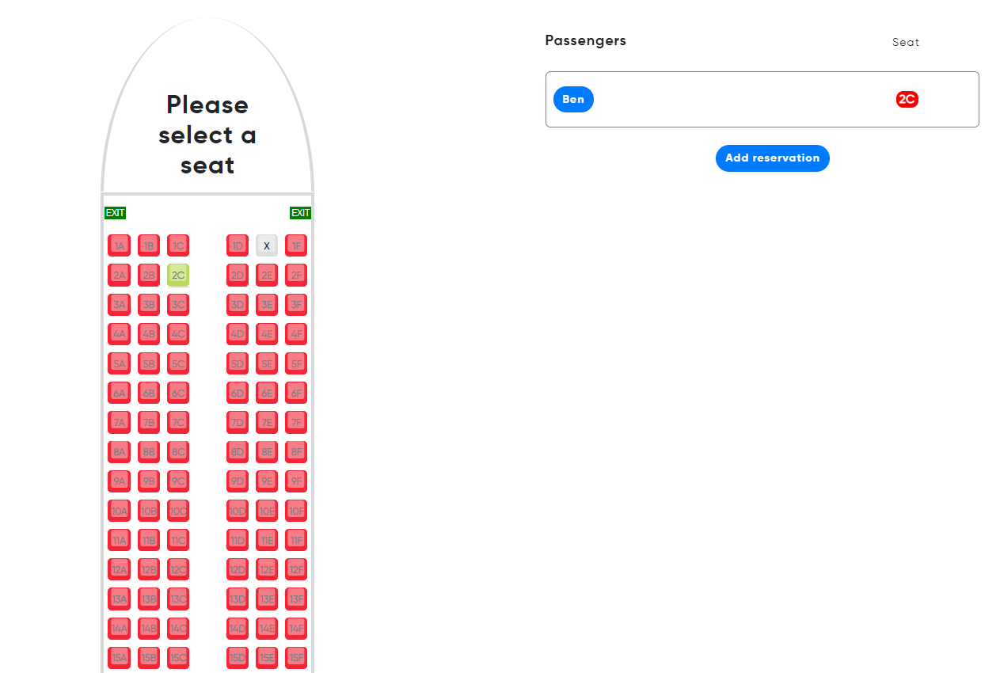 Please
select a
seat
EXIT EXIT
1A 1B 1C 1D X 1F
2A 2B 2C 2D 2E 2F
3A 3B 3C 3D 3E 3F
4A 4B 4C 4D 4E 4F
5A 5B 5C 5D 5E 5F
6A 6B 6C 6D 6E 6F
7A 7B 7C 7D 7E 7F
8A 8B 8C 8D 8E 8F
9A 9B 9C 9D 9E 9F
10A 10B 10C 10D 10E 10F
11A 11B 11C 11D 11E 11F
12A 12B 12C 12D 12E 12F
13A 13B 13C 13D 13E 13F
14A 14B 14C 14D 14E 14F
15A 15B 15C 15D 15E 15F
Passengers Seat
Ben 2C
Add reservation